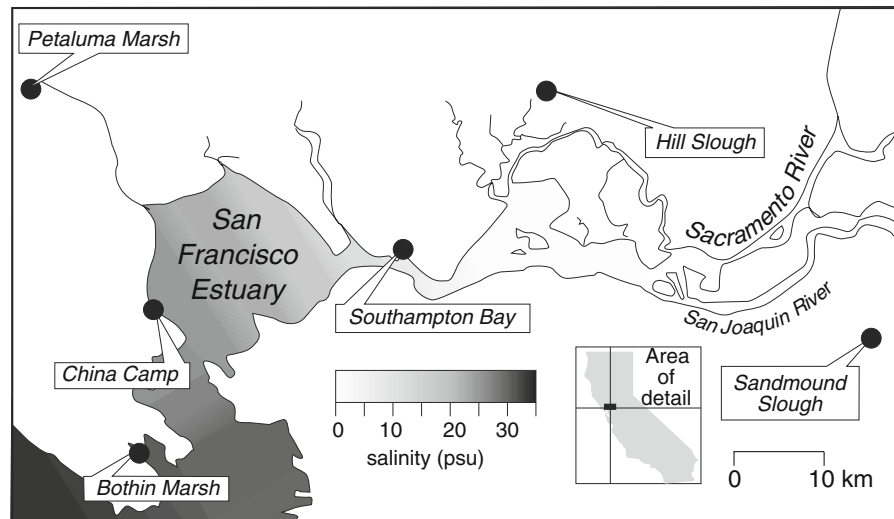 Petaluma Marsh
Hill Slough
Sacramento River
San
Francisco
Estuary
Southampton Bay
San Joaquin River
China Camp
Area
of
detail
Sandmound
Slough
0 10 20 30
salinity (psu)
0 10 km
Bothin Marsh